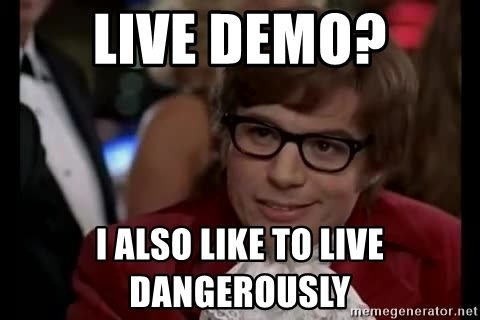 LIVE DEMO?
I ALSO LIKE TO LIVE
DANGEROUSLY
memegenerator.net